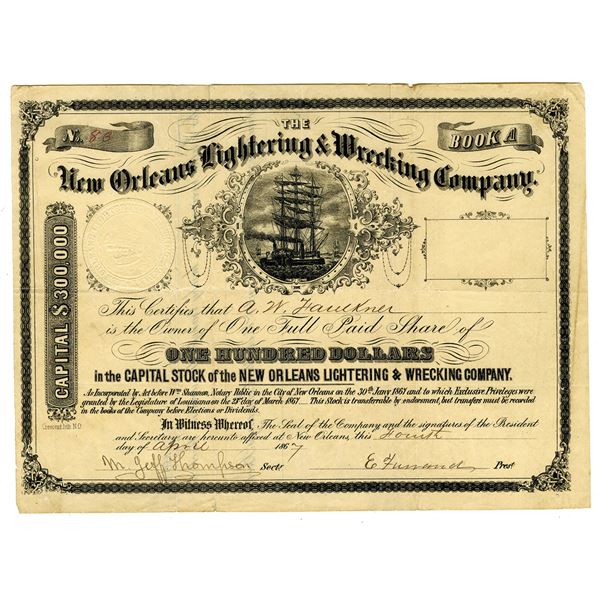 No. 83
THE
BOOK A
New Orleans Lightering & Wrecking Company.
CAPITAL $300,000
This Certifies that A. W. Faulkner
is the Owner of One Full Paid Share of
ONE HUNDRED DOLLARS
in the CAPITAL STOCK of the NEW ORLEANS LIGHTERING & WRECKING COMPANY.
As Incorporated by Act before Wm Shannon, Notary Public in the City of New Orleans on the 30th Jany 1867 and to which Exclusive Privileges were
granted by the Legislature of Louisiana on the 21st day of March 1867. This Stock is transferrable by endorsment, but transfers must be recorded
in the books of the Company before Elections or Dividends.
In Witness Whereof, The Seal of the Company and the signatures of the President
and Secretary are hereunto affixed at New Orleans, this Fourth
day of April 1867
Crescent Lith. N.O.
M. Jeff Thompson Secty
E. Prest